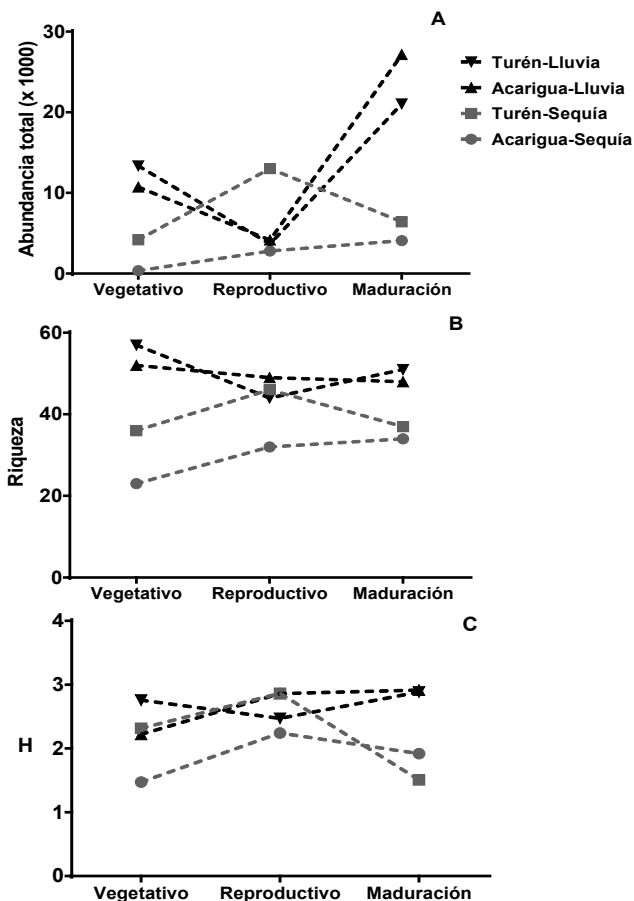 A
30
20
10
0
Abundancia total (x 1000)
Vegetativo Reproductivo Maduración
Turén-Lluvia
Acarigua-Lluvia
Turén-Sequía
Acarigua-Sequía
B
60
40
20
0
Riqueza
Vegetativo Reproductivo Maduración
C
4
3
2
1
0
H
Vegetativo Reproductivo Maduración